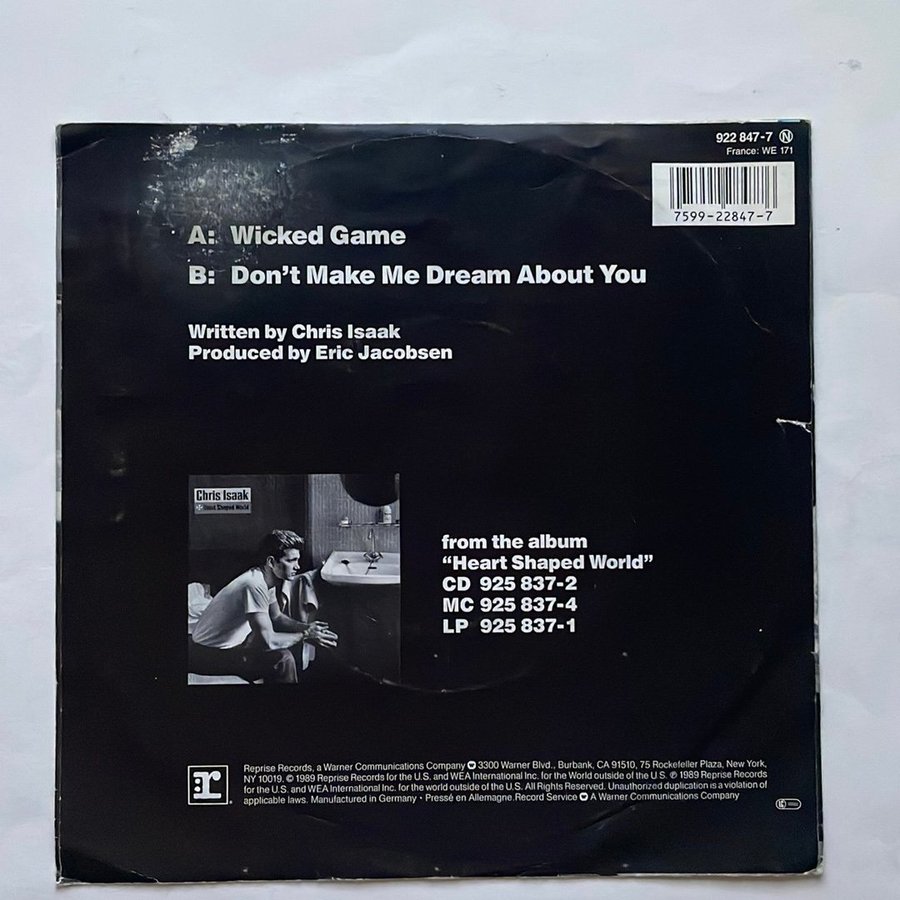 922 847-7 Ⓝ
France: WE 171
7599-22847-7
A: Wicked Game
B: Don't Make Me Dream About You
Written by Chris Isaak
Produced by Eric Jacobsen
Chris Isaak
Heart Shaped World
from the album
"Heart Shaped World"
CD 925 837-2
MC 925 837-4
LP 925 837-1
r
Reprise Records, a Warner Communications Company 3300 Warner Blvd., Burbank, CA 91510, 75 Rockefeller Plaza, New York,
NY 10019. © 1989 Reprise Records for the U.S. and WEA International Inc. for the World outside of the U.S. ℗ 1989 Reprise Records
for the U.S. and WEA International Inc. for the world outside of the U.S. All Rights Reserved. Unauthorized duplication is a violation of
applicable laws. Manufactured in Germany · Pressé en Allemagne. Record Service A Warner Communications Company